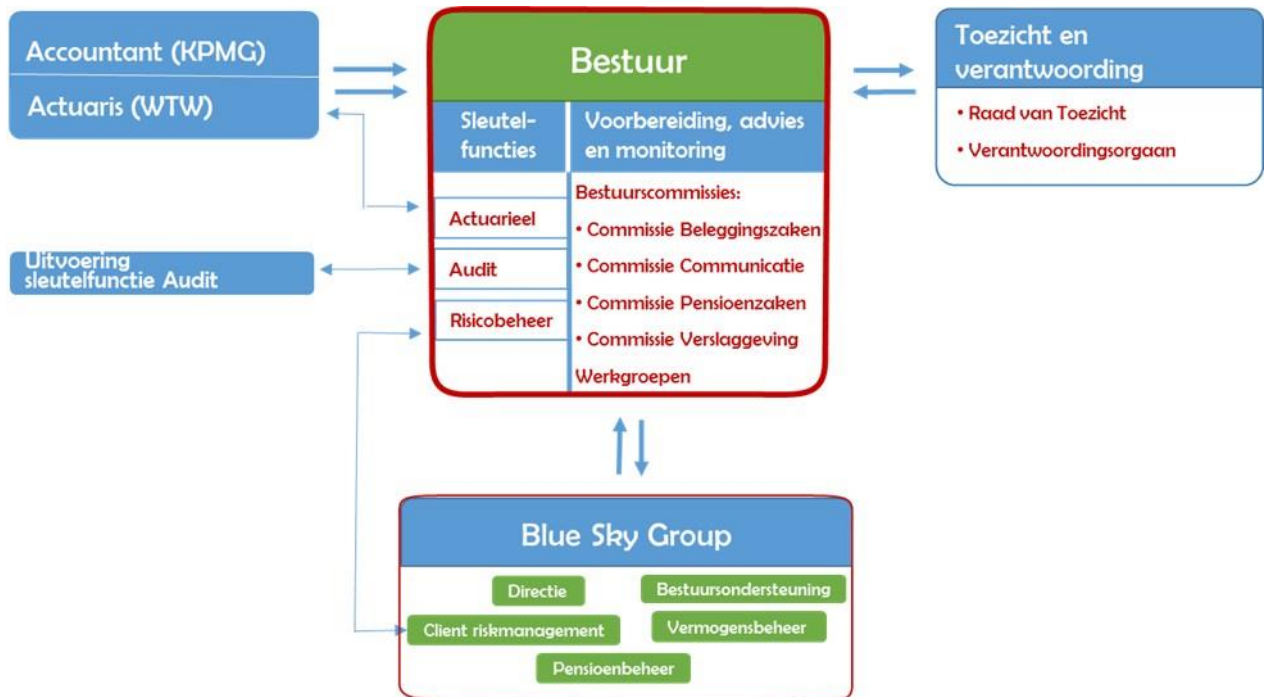 Accountant (KPMG)
Actuaris (WTW)
Uitvoering
sleutelfunctie Audit
Bestuur
Sleutel-
functies
Voorbereiding, advies
en monitoring
Actuarieel
Audit
Risicobeheer
Bestuurscommissies:
• Commissie Beleggingszaken
• Commissie Communicatie
• Commissie Pensioenzaken
• Commissie Verslaggeving
Werkgroepen
Toezicht en
verantwoording
• Raad van Toezicht
• Verantwoordingsorgaan
Blue Sky Group
Directie
Bestuursondersteuning
Client riskmanagement
Vermogensbeheer
Pensioenbeheer